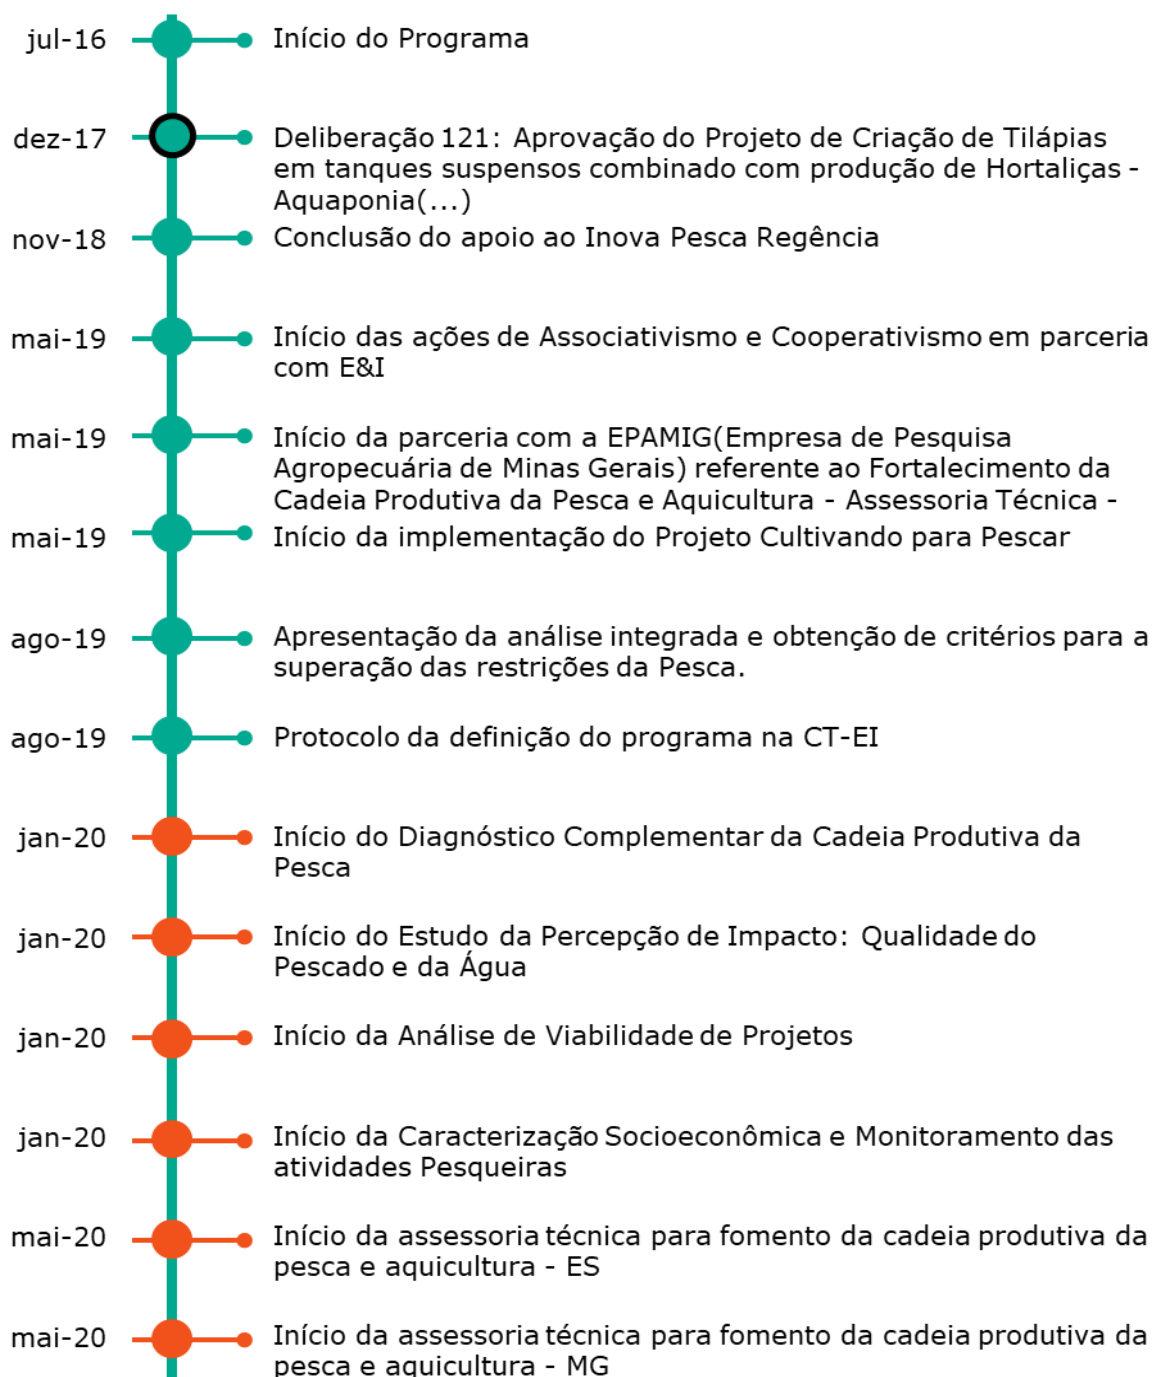 jul-16 Início do Programa
dez-17 Deliberação 121: Aprovação do Projeto de Criação de Tilápias
em tanques suspensos combinado com produção de Hortaliças -
Aquaponia(...)
nov-18 Conclusão do apoio ao Inova Pesca Regência
mai-19 Início das ações de Associativismo e Cooperativismo em parceria
com E&I
mai-19 Início da parceria com a EPAMIG(Empresa de Pesquisa
Agropecuária de Minas Gerais) referente ao Fortalecimento da
Cadeia Produtiva da Pesca e Aquicultura - Assessoria Técnica -
mai-19 Início da implementação do Projeto Cultivando para Pescar
ago-19 Apresentação da análise integrada e obtenção de critérios para a
superação das restrições da Pesca.
ago-19 Protocolo da definição do programa na CT-EI
jan-20 Início do Diagnóstico Complementar da Cadeia Produtiva da
Pesca
jan-20 Início do Estudo da Percepção de Impacto: Qualidade do
Pescado e da Água
jan-20 Início da Análise de Viabilidade de Projetos
jan-20 Início da Caracterização Socioeconômica e Monitoramento das
atividades Pesqueiras
mai-20 Início da assessoria técnica para fomento da cadeia produtiva da
pesca e aquicultura - ES
mai-20 Início da assessoria técnica para fomento da cadeia produtiva da
pesca e aquicultura - MG